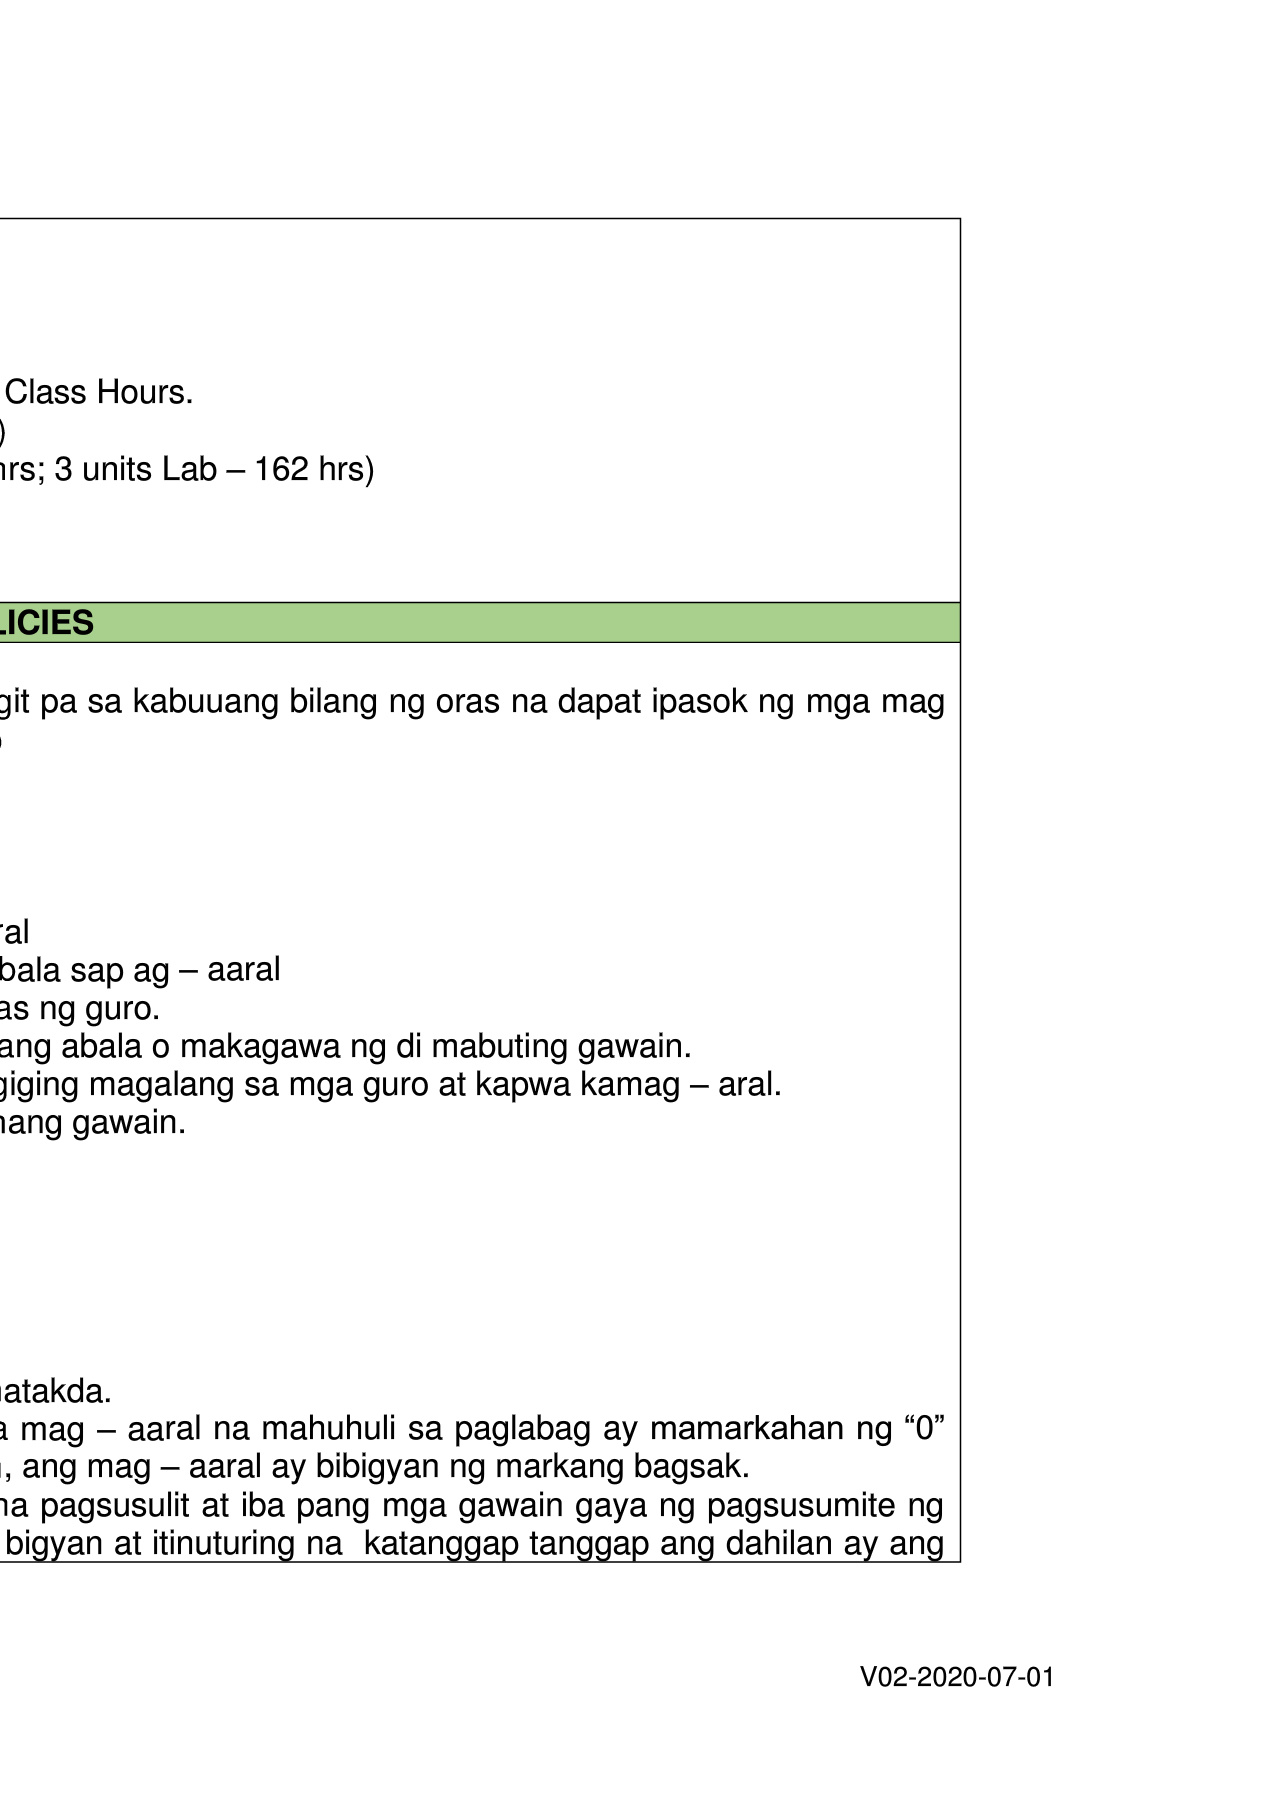 Class Hours.
)
hrs; 3 units Lab – 162 hrs)
LICIES
git pa sa kabuuang bilang ng oras na dapat ipasok ng mga mag
ral
bala sap ag – aaral
as ng guro.
ang abala o makagawa ng di mabuting gawain.
giging magalang sa mga guro at kapwa kamag – aral.
nang gawain.
natakda.
a mag – aaral na mahuhuli sa paglabag ay mamarkahan ng “0”
, ang mag – aaral ay bibigyan ng markang bagsak.
na pagsusulit at iba pang mga gawain gaya ng pagsusumite ng
bigyan at itinuturing na katanggap tanggap ang dahilan ay ang
V02-2020-07-01